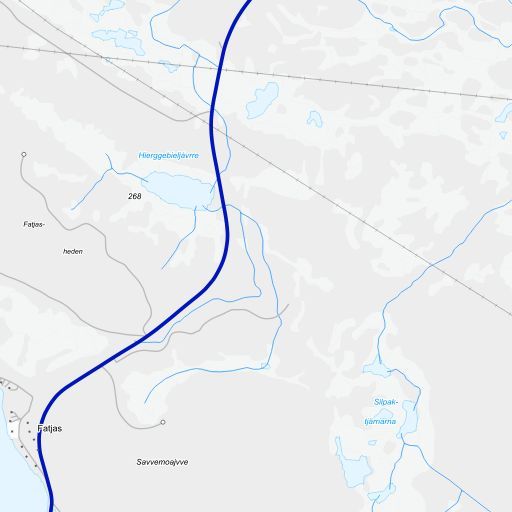 Hierggebieljávrre
268
Fatjas-
heden
Silpak-
tjärnarna
Fatjas
Savvemoajvve